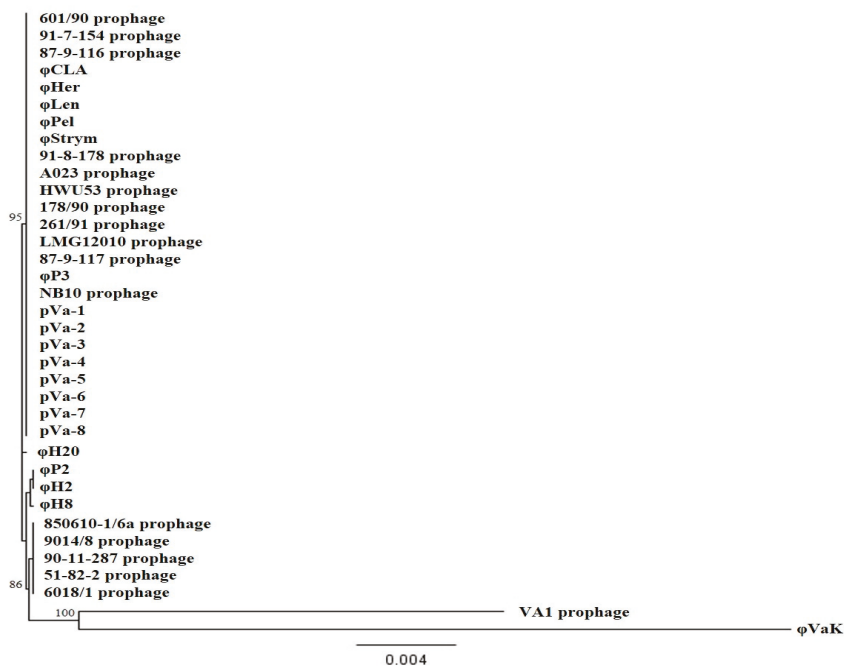 601/90 prophage
91-7-154 prophage
87-9-116 prophage
φCLA
φHer
φLen
φPel
φStrym
91-8-178 prophage
A023 prophage
HWU53 prophage
178/90 prophage
95
261/91 prophage
LMG12010 prophage
87-9-117 prophage
φP3
NB10 prophage
pVa-1
pVa-2
pVa-3
pVa-4
pVa-5
pVa-6
pVa-7
pVa-8
φH20
φP2
φH2
φH8
850610-1/6a prophage
9014/8 prophage
90-11-287 prophage
51-82-2 prophage
86
6018/1 prophage
100
VA1 prophage
φVaK
0.004